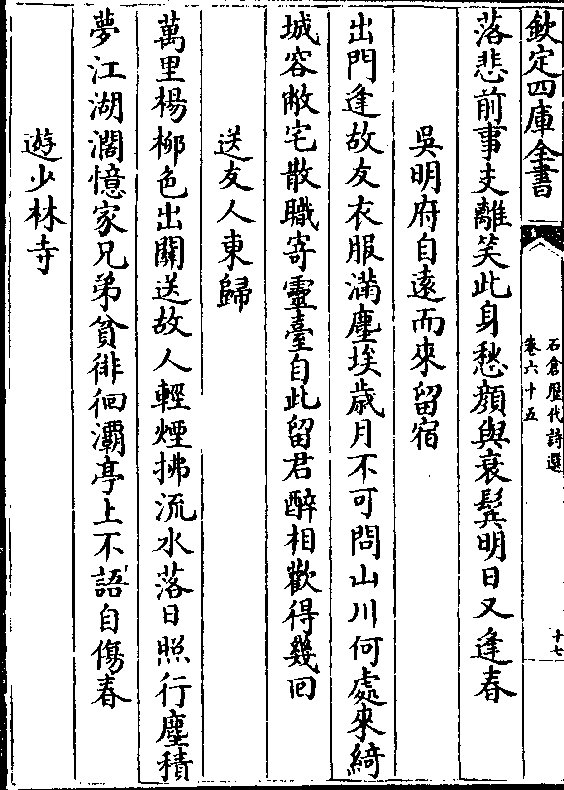 欽定四庫全書
石倉歷代詩選
卷六十五
十七
落悲前事支離笑此身愁顏與衰鬢明日又逢春
吳明府自遠而來留宿
出門逢故友衣服滿塵埃歲月不可問山川何處來綺
城容敝宅散職寄靈臺自此留君醉相歡得幾回
送友人東歸
萬里楊柳色出關送故人輕煙拂流水落日照行塵積
夢江湖濶憶家兄弟貧徘徊灞亭上不語自傷春
遊少林寺